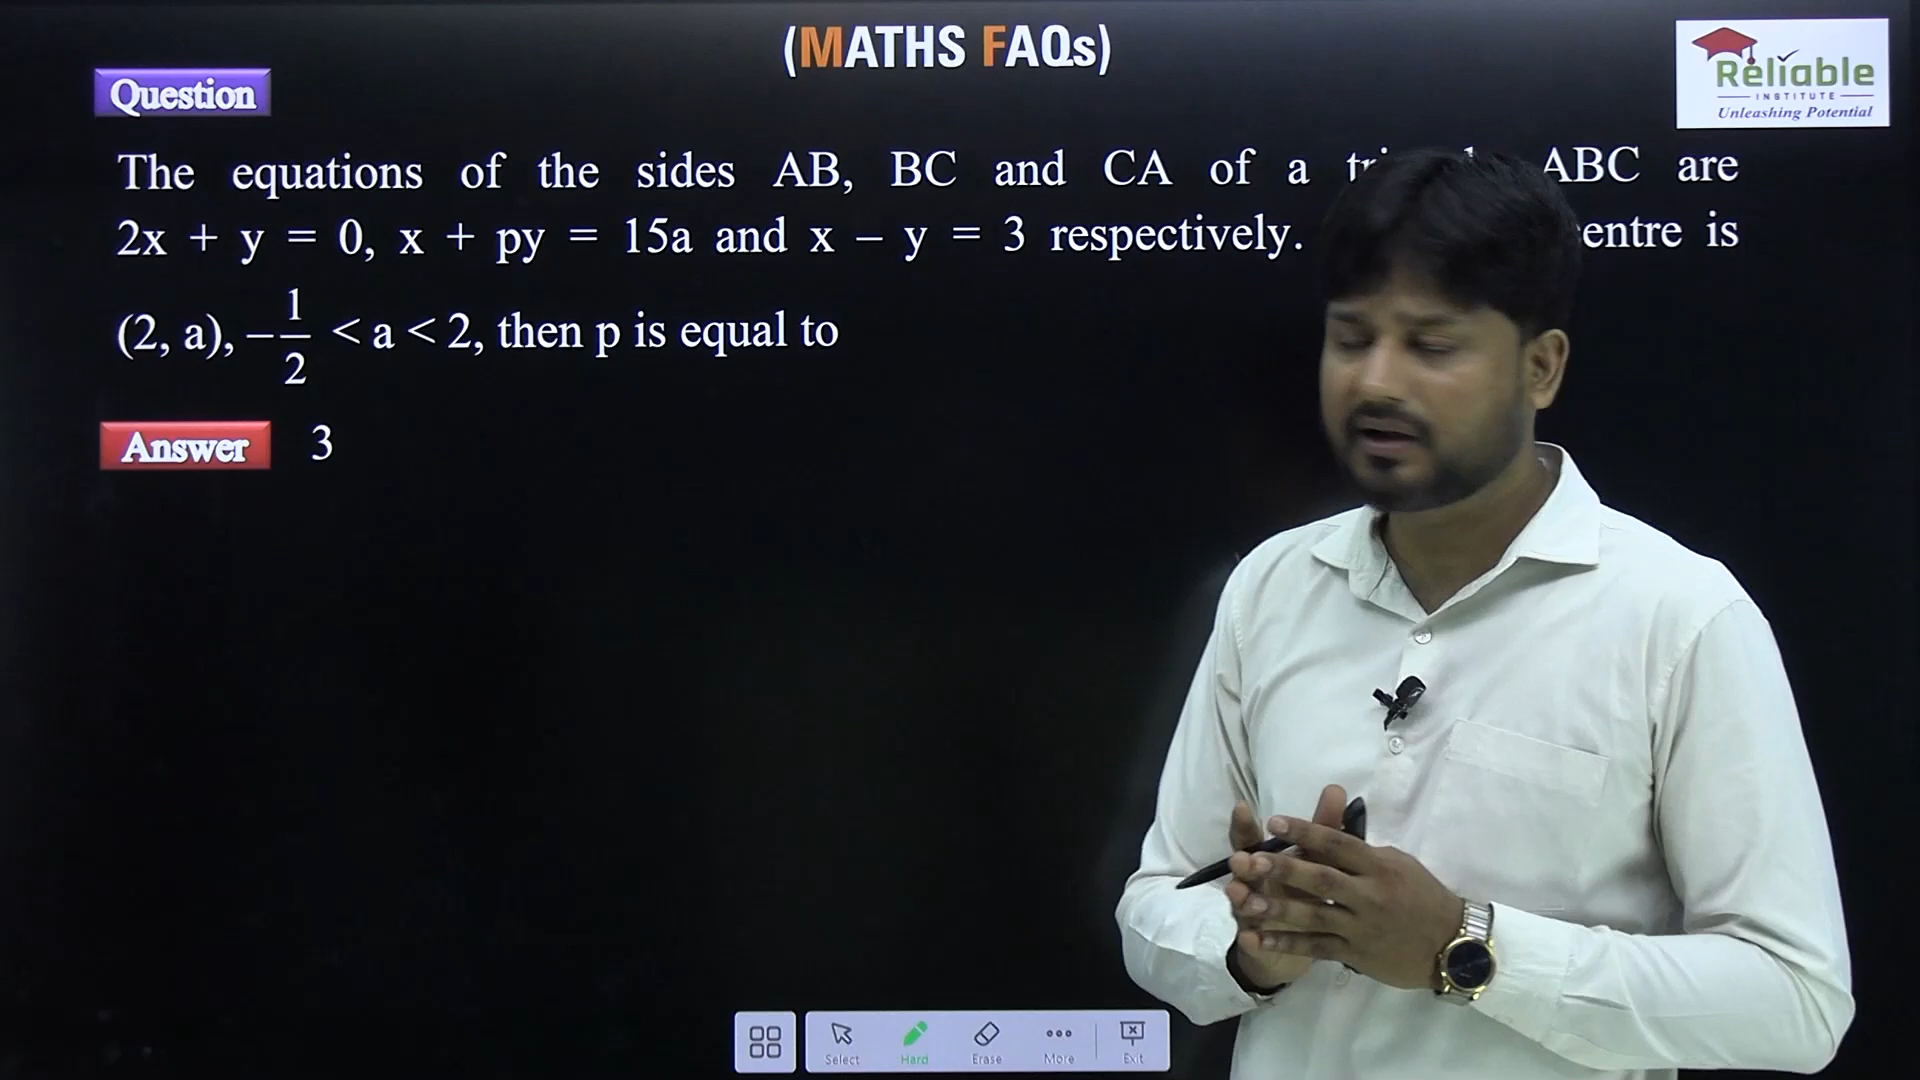 (MATHS FAQs)
Question
Reliable
INSTITUTE
Unleashing Potential
The equations of the sides AB, BC and CA of a ABC are
2x + y = 0, x + py = 15a and x – y = 3 respectively. entre is
(2, a), –1/2 < a < 2, then p is equal to
Answer 3
Select Hard Erase More Exit